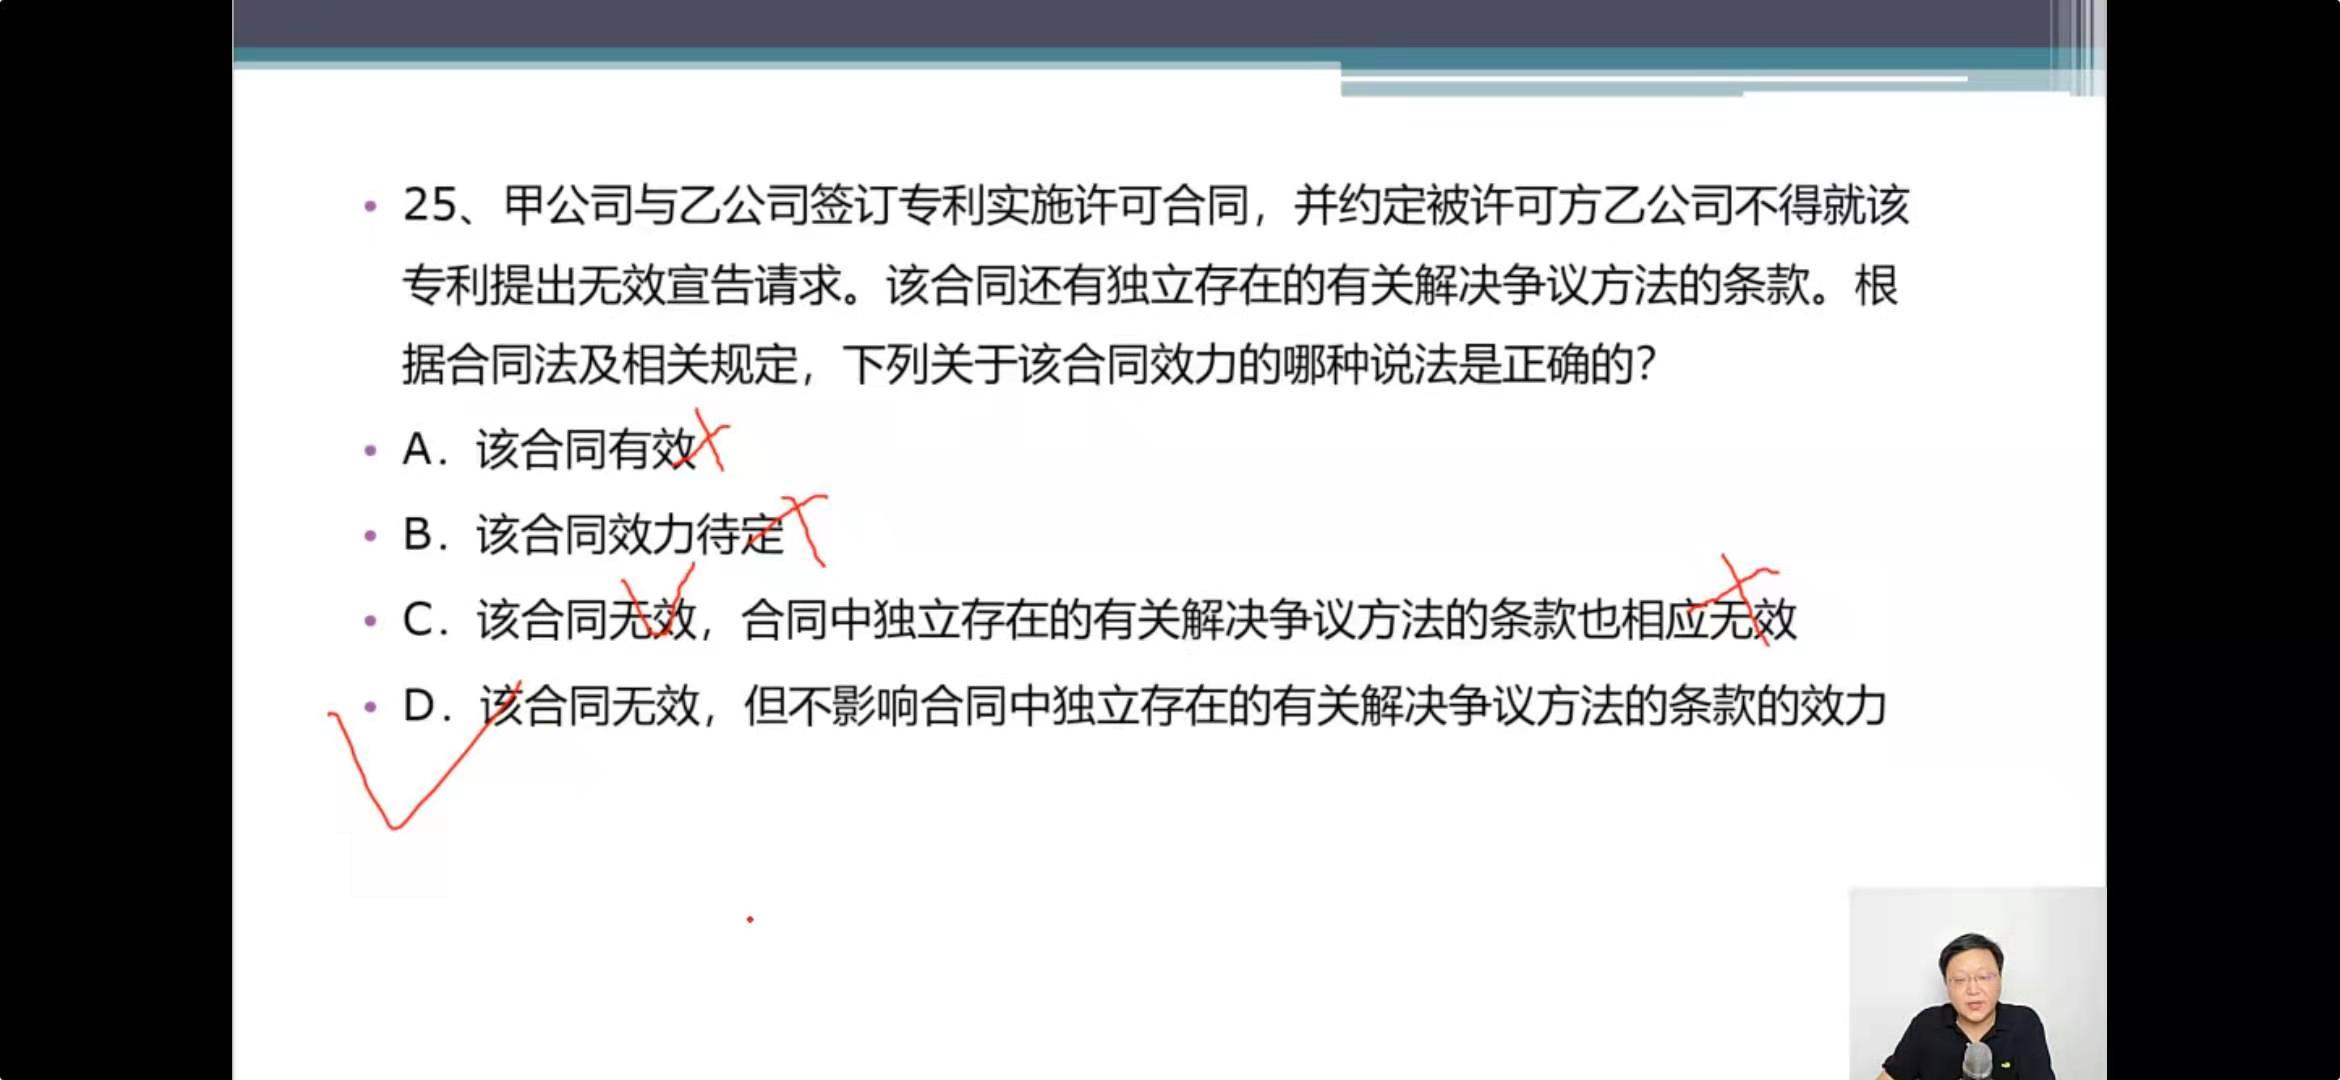 25、甲公司与乙公司签订专利实施许可合同，并约定被许可方乙公司不得就该
专利提出无效宣告请求。该合同还有独立存在的有关解决争议方法的条款。根
据合同法及相关规定，下列关于该合同效力的哪种说法是正确的？
A．该合同有效
B．该合同效力待定
C．该合同无效，合同中独立存在的有关解决争议方法的条款也相应无效
D．该合同无效，但不影响合同中独立存在的有关解决争议方法的条款的效力